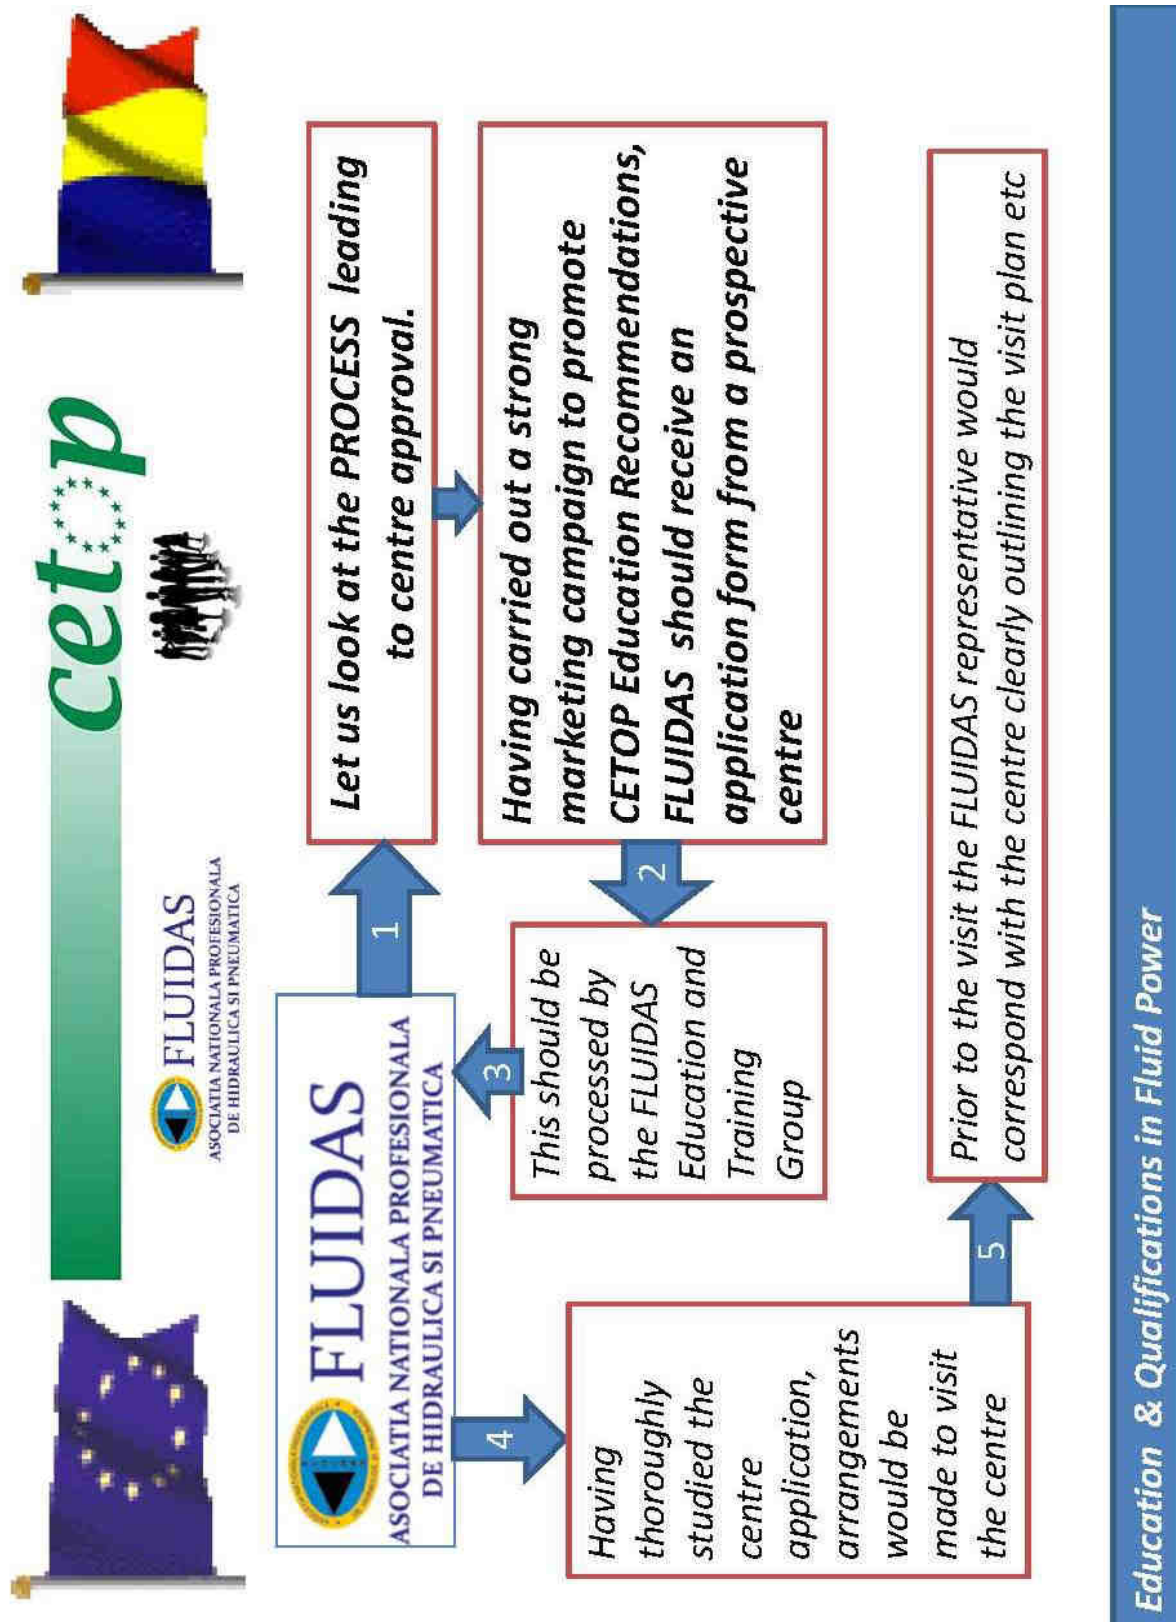 cetop
FLUIDAS
ASOCIATIA NATIONALA PROFESIONALA
DE HIDRAULICA SI PNEUMATICA
FLUIDAS
ASOCIATIA NATIONALA PROFESIONALA
DE HIDRAULICA SI PNEUMATICA
1
Let us look at the PROCESS leading
to centre approval.
Having carried out a strong
marketing campaign to promote
CETOP Education Recommendations,
FLUIDAS should receive an
application form from a prospective
centre
2
This should be
processed by
the FLUIDAS
Education and
Training
Group
3
4
Having
thoroughly
studied the
centre
application,
arrangements
would be
made to visit
the centre
5
Prior to the visit the FLUIDAS representative would
correspond with the centre clearly outlining the visit plan etc
Education & Qualifications in Fluid Power